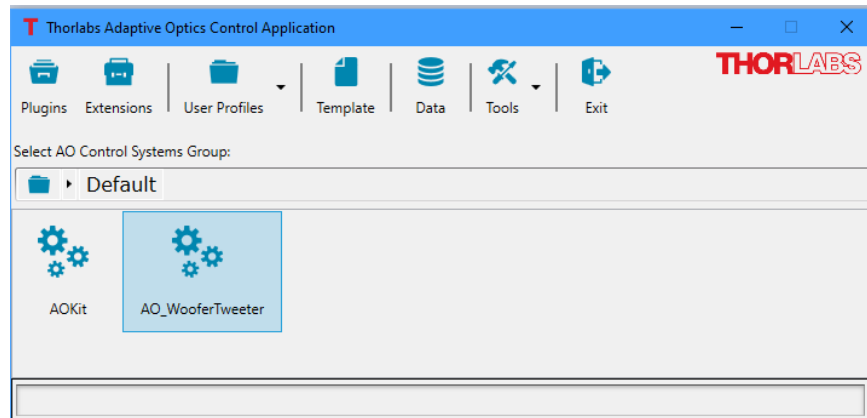 Thorlabs Adaptive Optics Control Application
THORLABS
Plugins Extensions User Profiles Template Data Tools Exit
Select AO Control Systems Group:
Default
AOKit AO_WooferTweeter